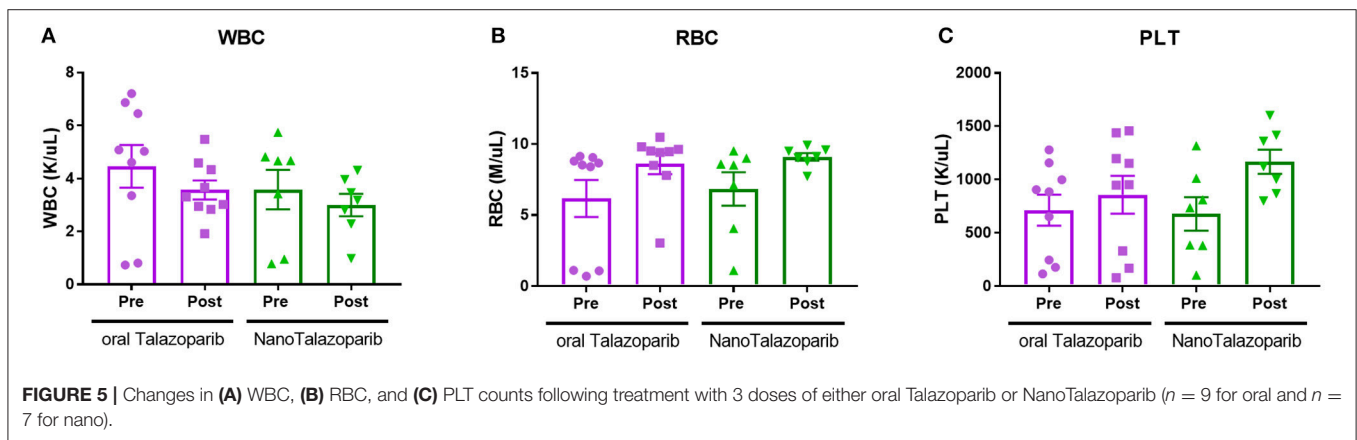 A
WBC
WBC (K/uL)
8
6
4
2
0
Pre
Post
Pre
Post
oral Talazoparib
NanoTalazoparib
B
RBC
RBC (M/uL)
15
10
5
0
Pre
Post
Pre
Post
oral Talazoparib
NanoTalazoparib
C
PLT
PLT (K/uL)
2000
1500
1000
500
0
Pre
Post
Pre
Post
oral Talazoparib
NanoTalazoparib
FIGURE 5 | Changes in (A) WBC, (B) RBC, and (C) PLT counts following treatment with 3 doses of either oral Talazoparib or NanoTalazoparib (n = 9 for oral and n =
7 for nano).